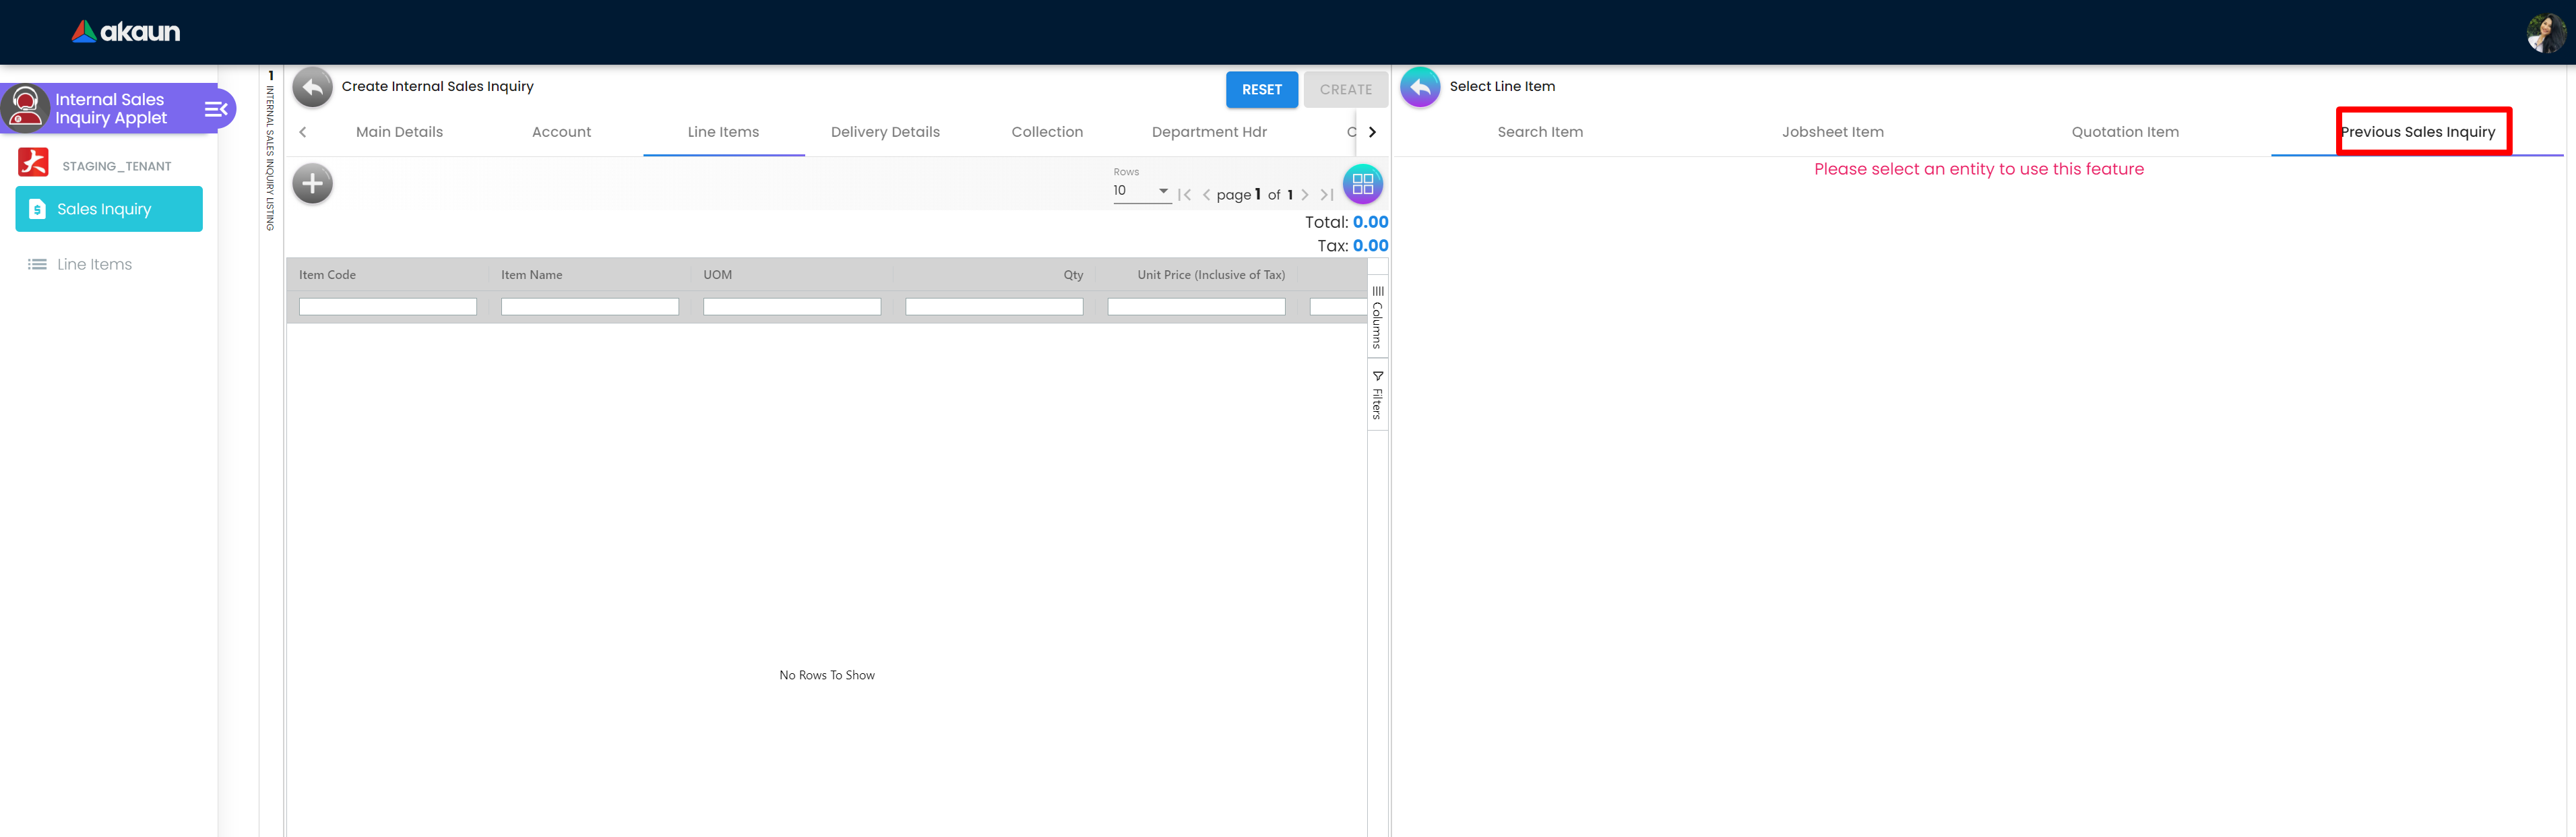 akaun
Internal Sales
Inquiry Applet
STAGING_TENANT
Sales Inquiry
Line Items
1 INTERNAL SALES INQUIRY LISTING
Create Internal Sales Inquiry
RESET
CREATE
Main Details
Account
Line Items
Delivery Details
Collection
Department Hdr
C
Rows
10
page 1 of 1
Total: 0.00
Tax: 0.00
Item Code
Item Name
UOM
Qty
Unit Price (Inclusive of Tax)
Columns
Filters
No Rows To Show
Select Line Item
Search Item
Jobsheet Item
Quotation Item
Previous Sales Inquiry
Please select an entity to use this feature